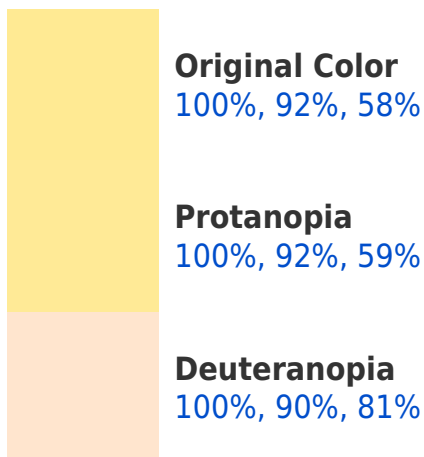 Original Color
100%, 92%, 58%
Protanopia
100%, 92%, 59%
Deuteranopia
100%, 90%, 81%